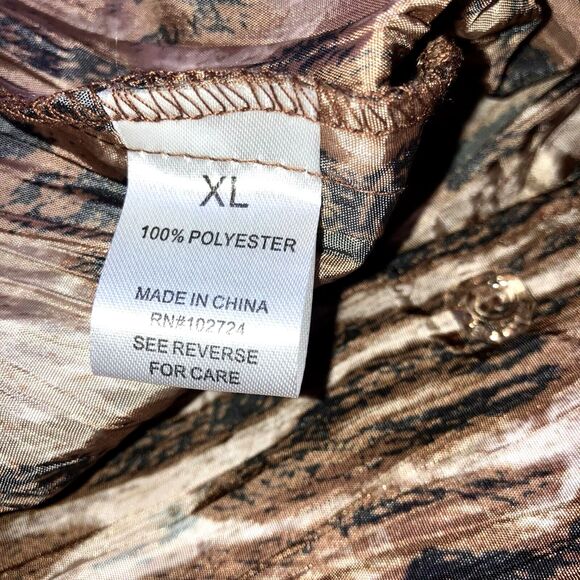 XL
100% POLYESTER
MADE IN CHINA
RN#102724
SEE REVERSE
FOR CARE